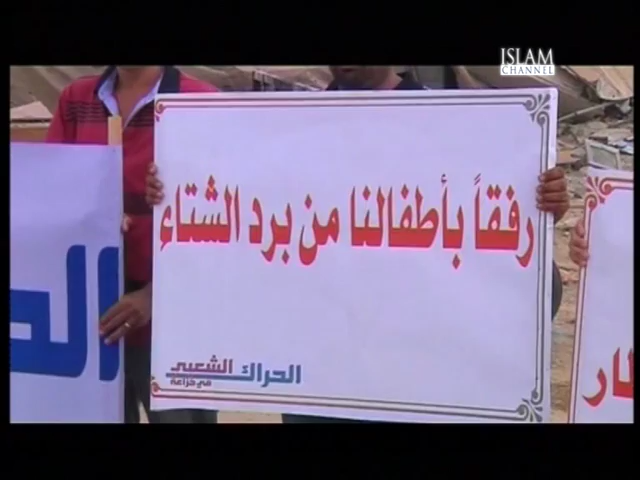 ISLAM
CHANNEL
رفقاً بأطفالنا من برد الشتاء
الحراك الشعبي
في خزاعة